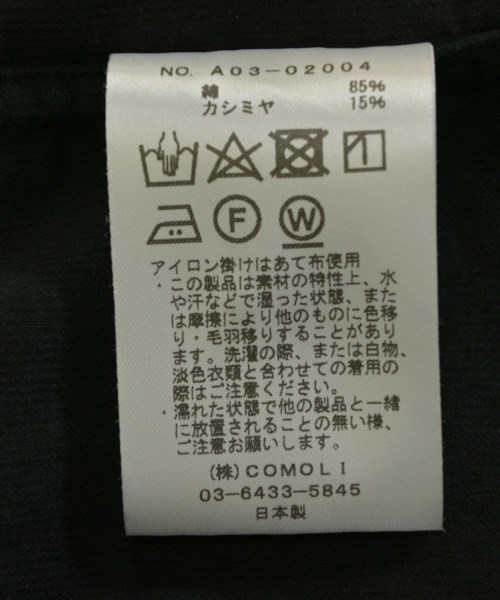 NO. A03-02004
綿 85%
カシミヤ 15%
F W
アイロン掛けはあて布使用
・この製品は素材の特性上、水
や汗などで湿った状態、また
は摩擦により他のものに色移
り・毛羽移りすることがあり
ます。洗濯の際、または白物、
淡色衣類と合わせての着用の
際はご注意ください。
・濡れた状態で他の製品と一緒
に放置されることの無い様、
ご注意お願いします。
(株)COMOLI
03-6433-5845
日本製